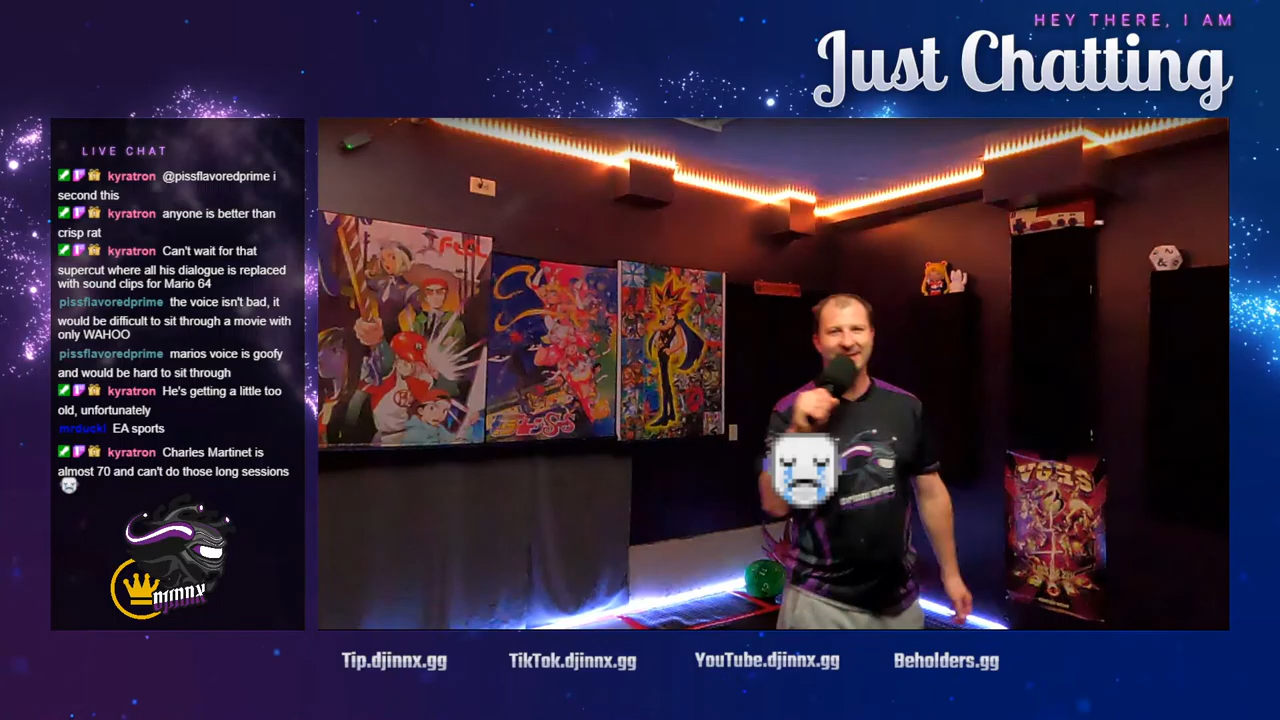 HEY THERE, I AM
Just Chatting
LIVE CHAT
kyratron @pissflavoredprime i
second this
kyratron anyone is better than
crisp rat
kyratron Can't wait for that
supercut where all his dialogue is replaced
with sound clips for Mario 64
pissflavoredprime the voice isn't bad, it
would be difficult to sit through a movie with
only WAHOO
pissflavoredprime marios voice is goofy
and would be hard to sit through
kyratron He's getting a little too
old, unfortunately
mrducki EA sports
kyratron Charles Martinet is
almost 70 and can't do those long sessions
DJINNX
FLCL
VGHS
Tip.djinnx.gg
TikTok.djinnx.gg
YouTube.djinnx.gg
Beholders.gg